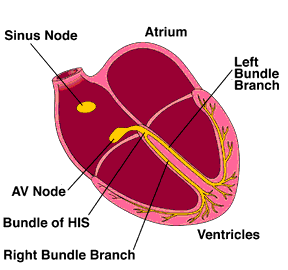 Sinus Node
Atrium
Left
Bundle
Branch
AV Node
Bundle of HIS
Right Bundle Branch
Ventricles